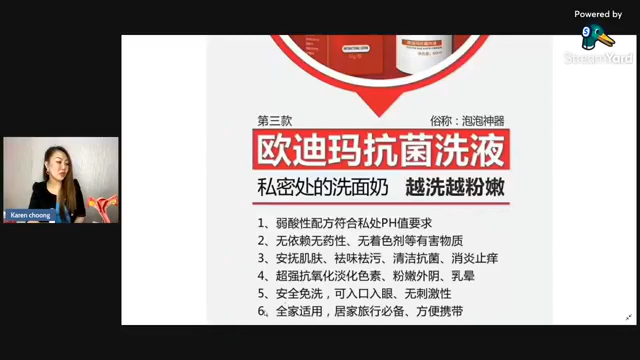 Powered by
StreamYard
第三款
俗称：泡泡神器
欧迪玛抗菌洗液
私密处的洗面奶 越洗越粉嫩
1、弱酸性配方符合私处PH值要求
2、无依赖无药性、无着色剂等有害物质
3、安抚肌肤、祛味祛污、清洁抗菌、消炎止痒
4、超强抗氧化淡化色素、粉嫩外阴、乳晕
5、安全免洗，可入口入眼、无刺激性
6、全家适用，居家旅行必备、方便携带
Karen choong